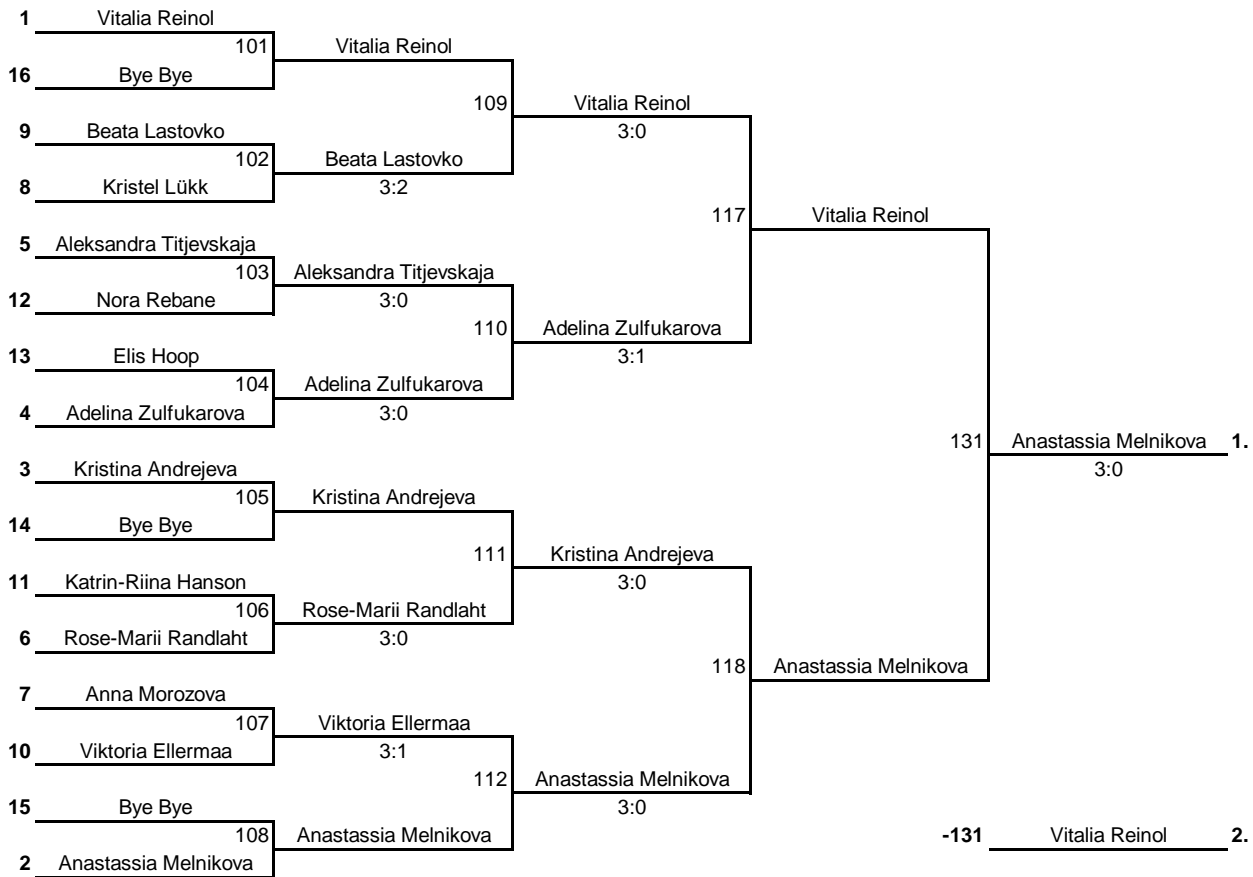 1 Vitalia Reinol
101 Vitalia Reinol
16 Bye Bye
109 Vitalia Reinol
3:0
9 Beata Lastovko
102 Beata Lastovko
3:2
8 Kristel Lükk
117 Vitalia Reinol
5 Aleksandra Titjevskaja
103 Aleksandra Titjevskaja
3:0
12 Nora Rebane
110 Adelina Zulfukarova
3:1
13 Elis Hoop
104 Adelina Zulfukarova
3:0
4 Adelina Zulfukarova
131 Anastassia Melnikova 1.
3:0
3 Kristina Andrejeva
105 Kristina Andrejeva
14 Bye Bye
111 Kristina Andrejeva
3:0
11 Katrin-Riina Hanson
106 Rose-Marii Randlaht
3:0
6 Rose-Marii Randlaht
118 Anastassia Melnikova
7 Anna Morozova
107 Viktoria Ellermaa
3:1
10 Viktoria Ellermaa
112 Anastassia Melnikova
3:0
15 Bye Bye
108 Anastassia Melnikova
2 Anastassia Melnikova
-131 Vitalia Reinol 2.